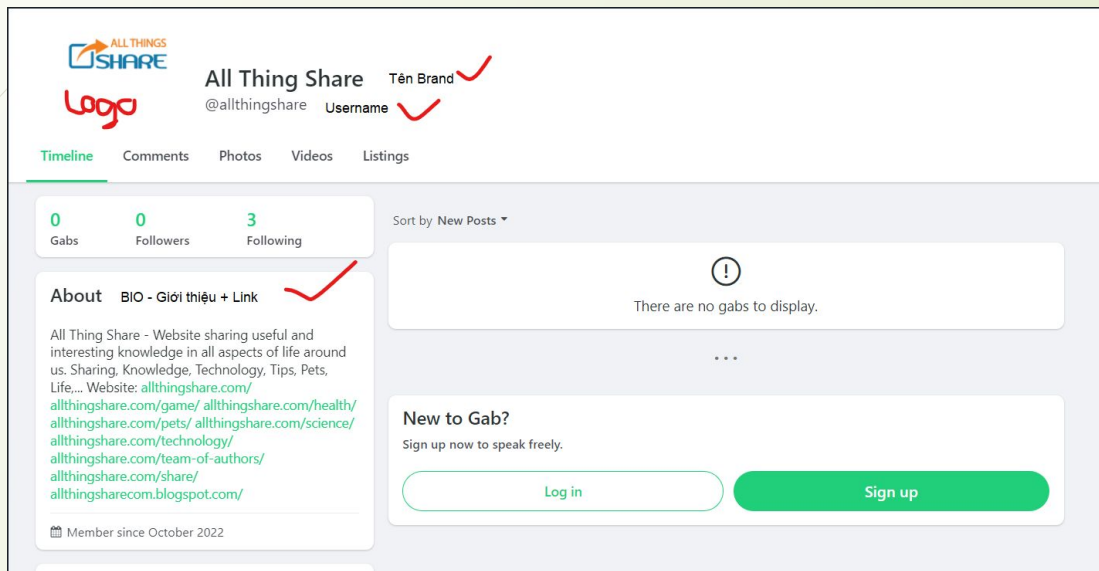 ALL THINGS
SHARE
Logo
All Thing Share Tên Brand
@allthingshare Username
Timeline Comments Photos Videos Listings
0 0 3
Gabs Followers Following
About BIO - Giới thiệu + Link
All Thing Share - Website sharing useful and
interesting knowledge in all aspects of life around
us. Sharing, Knowledge, Technology, Tips, Pets,
Life,... Website: allthingshare.com/
allthingshare.com/game/ allthingshare.com/health/
allthingshare.com/pets/ allthingshare.com/science/
allthingshare.com/technology/
allthingshare.com/team-of-authors/
allthingshare.com/share/
allthingsharecom.blogspot.com/
Member since October 2022
Sort by New Posts
There are no gabs to display.
...
New to Gab?
Sign up now to speak freely.
Log in Sign up